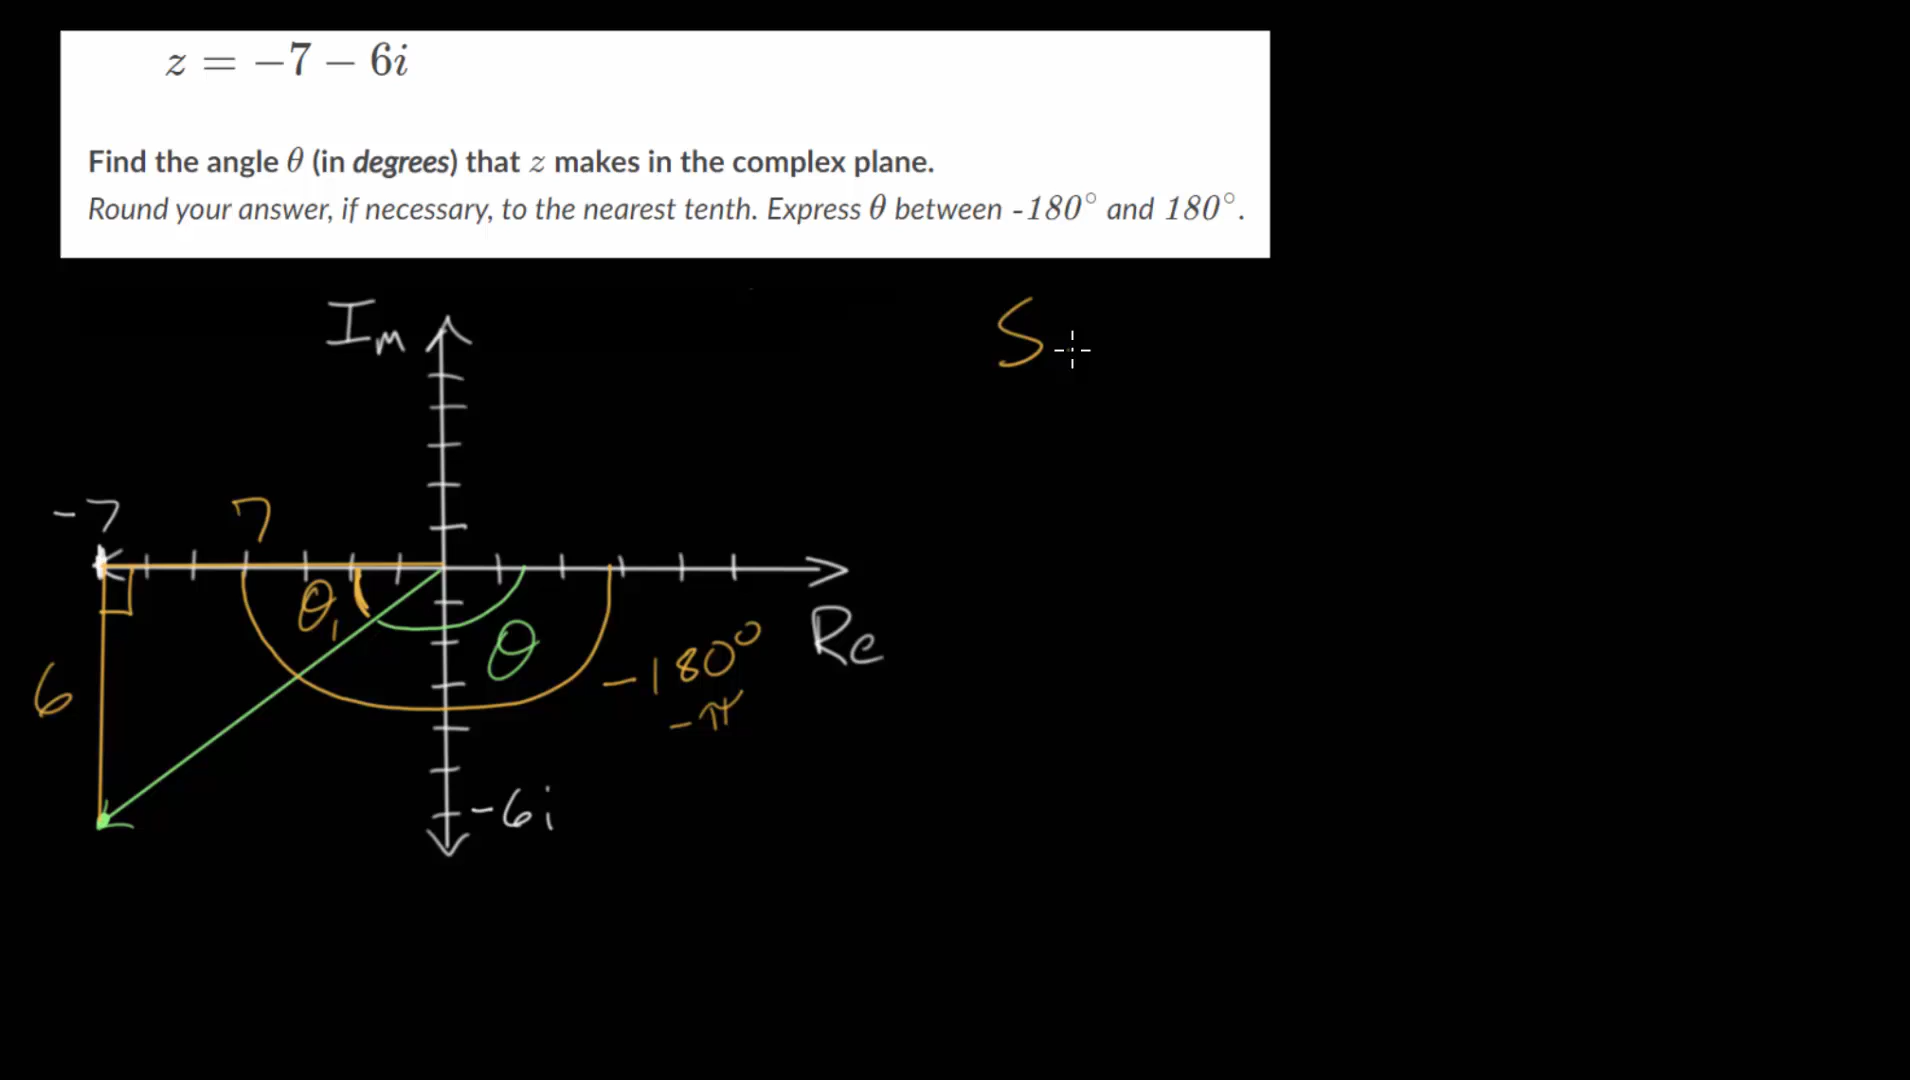 z = −7 − 6i
Find the angle θ (in degrees) that z makes in the complex plane.
Round your answer, if necessary, to the nearest tenth. Express θ between -180° and 180°.
Im
S
-7
7
θ₁
θ
Re
-180°
-π
6
-6i